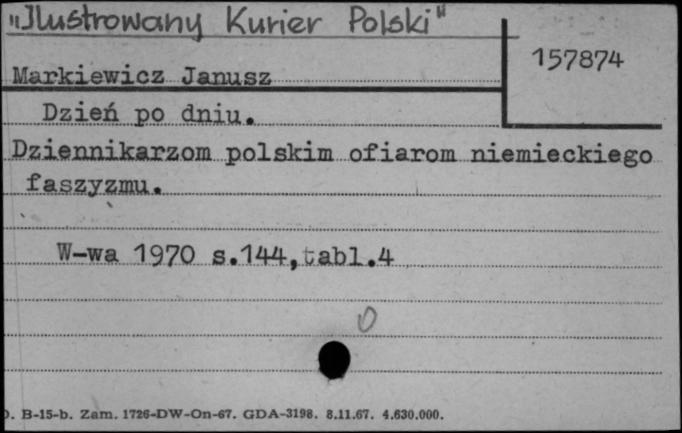 "Ilustrowany Kurier Polski"
157874
Markiewicz Janusz
Dzień po dniu.
Dziennikarzom polskim ofiarom niemieckiego
faszyzmu.
W-wa 1970 s.144,tabl.4
0
). B-15-b. Zam. 1726-DW-On-67. GDA-3198. 8.11.67. 4.630.000.